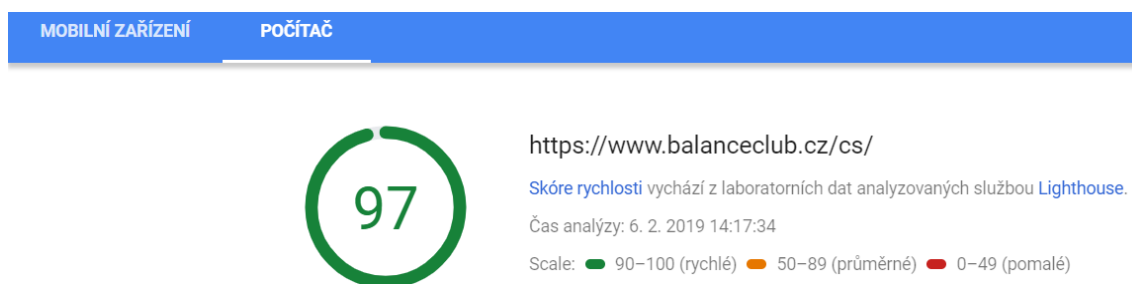 MOBILNÍ ZAŘÍZENÍ POČÍTAČ
97
https://www.balanceclub.cz/cs/
Skóre rychlosti vychází z laboratorních dat analyzovaných službou Lighthouse.
Čas analýzy: 6. 2. 2019 14:17:34
Scale: 90–100 (rychlé) 50–89 (průměrné) 0–49 (pomalé)